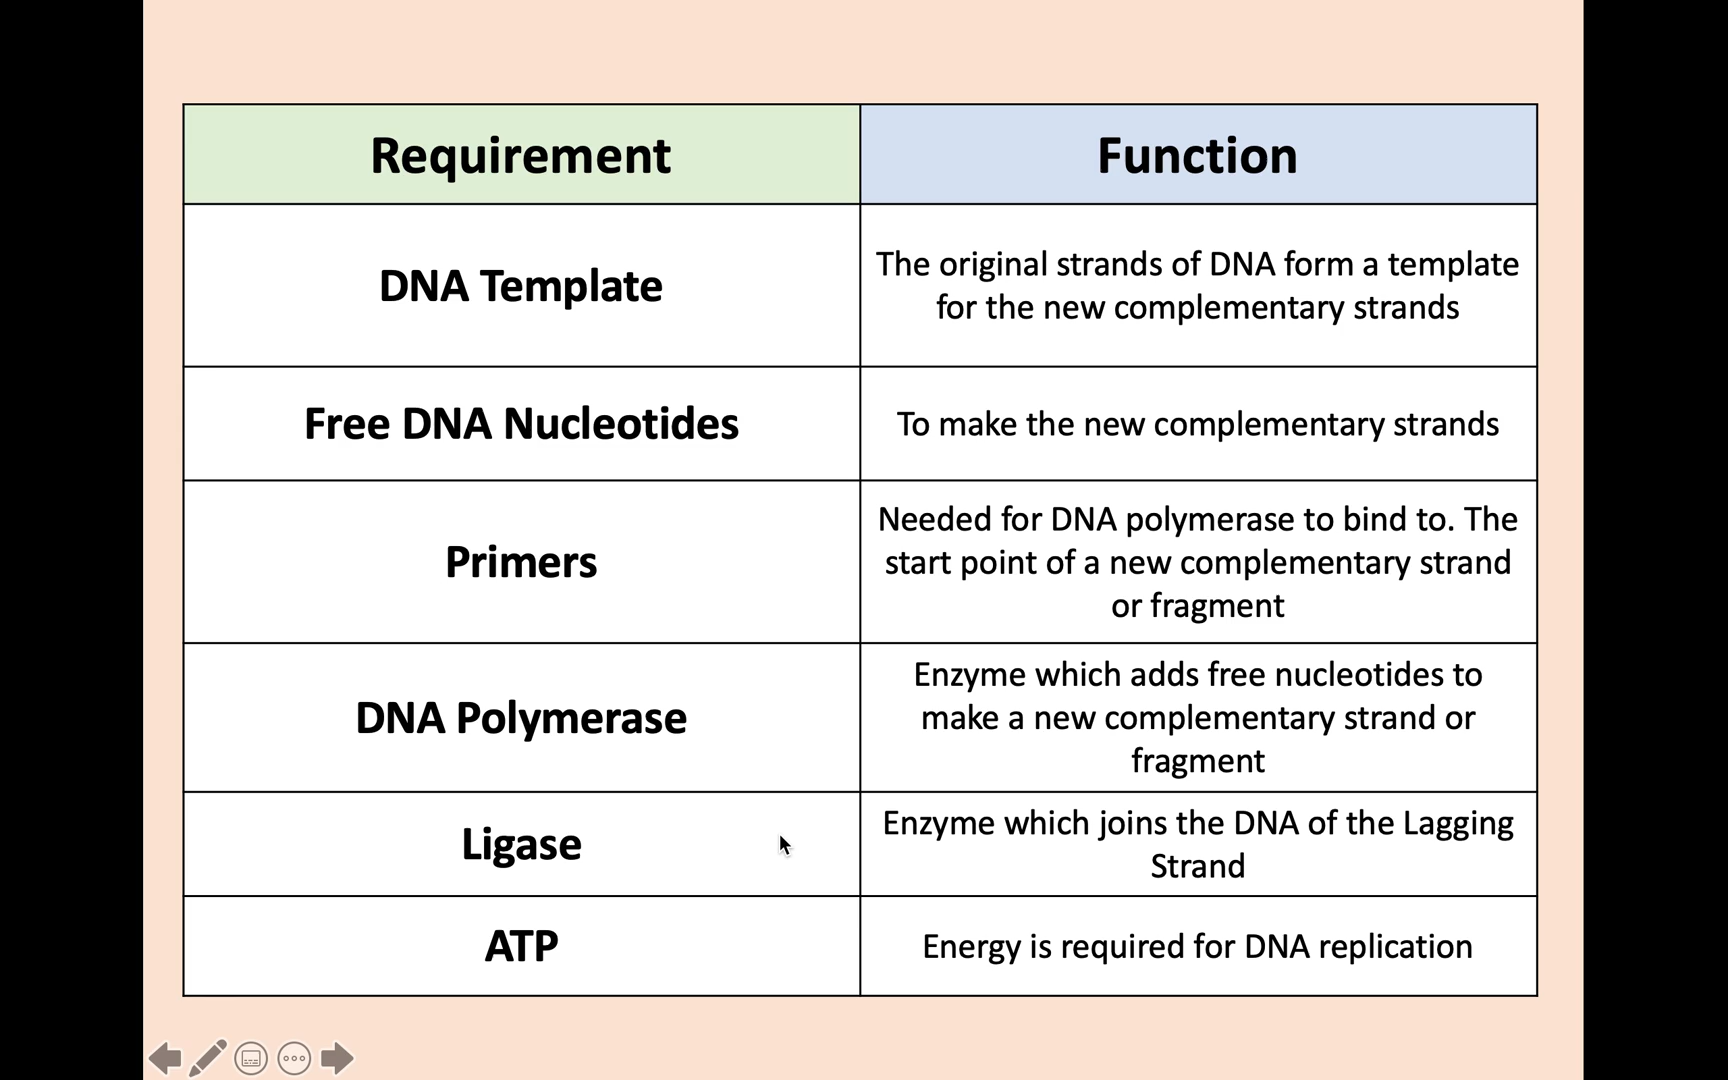 Requirement
Function
DNA Template
The original strands of DNA form a template
for the new complementary strands
Free DNA Nucleotides
To make the new complementary strands
Primers
Needed for DNA polymerase to bind to. The
start point of a new complementary strand
or fragment
DNA Polymerase
Enzyme which adds free nucleotides to
make a new complementary strand or
fragment
Ligase
Enzyme which joins the DNA of the Lagging
Strand
ATP
Energy is required for DNA replication